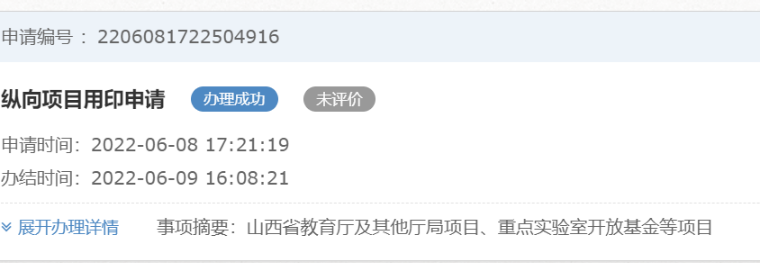 申请编号 : 2206081722504916
纵向项目用印申请 办理成功 未评价
申请时间: 2022-06-08 17:21:19
办结时间: 2022-06-09 16:08:21
展开办理详情 事项摘要: 山西省教育厅及其他厅局项目、重点实验室开放基金等项目